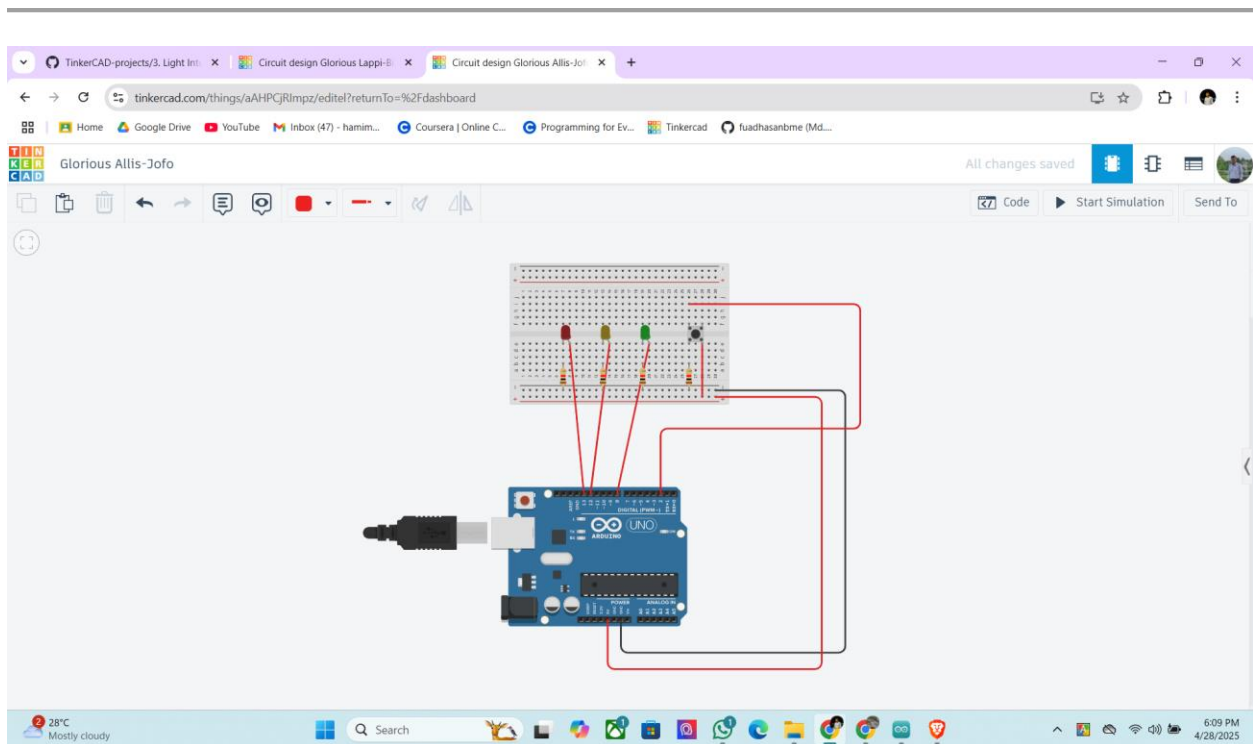 TinkerCAD-projects/3. Light Int
Circuit design Glorious Lappi-B
Circuit design Glorious Allis-Jof
tinkercad.com/things/aAHPCjRImpz/editel?returnTo=%2Fdashboard
Home
Google Drive
YouTube
Inbox (47) - hamim...
Coursera | Online C...
Programming for Ev...
Tinkercad
fuadhasanbme (Md....
TIN
KER
CAD
Glorious Allis-Jofo
All changes saved
Code
Start Simulation
Send To
DIGITAL (PWM~)
UNO
ARDUINO
POWER
ANALOG IN
2
28°C
Mostly cloudy
Search
6:09 PM
4/28/2025